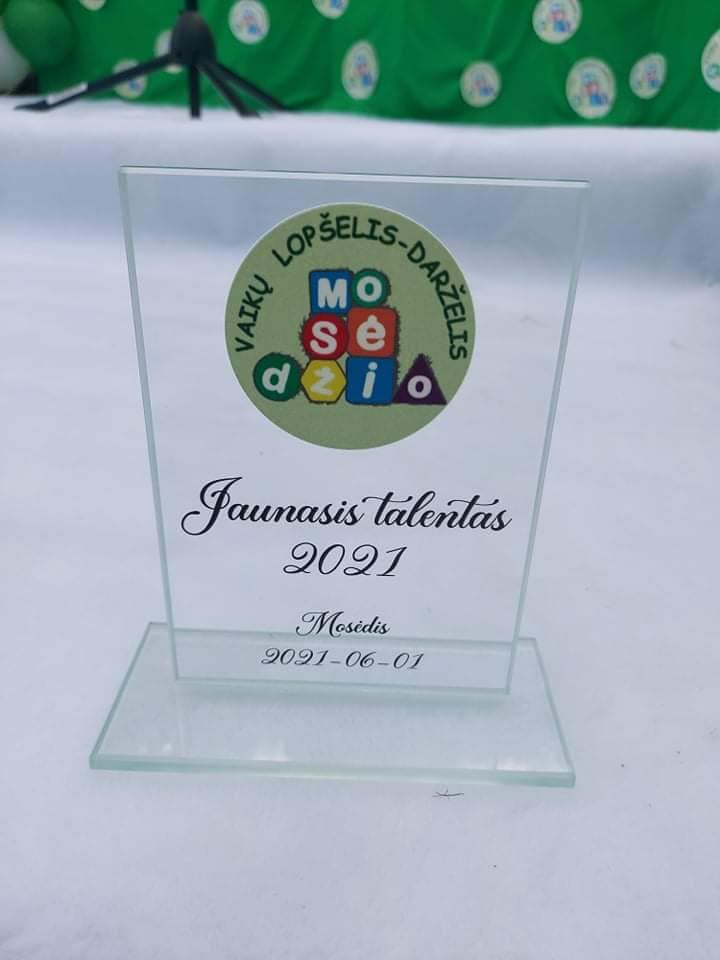 VAIKŲ LOPŠELIS-DARŽELIS
Mo
Sė
džio
Jaunasis talentas
2021
Mosėdis
2021-06-01